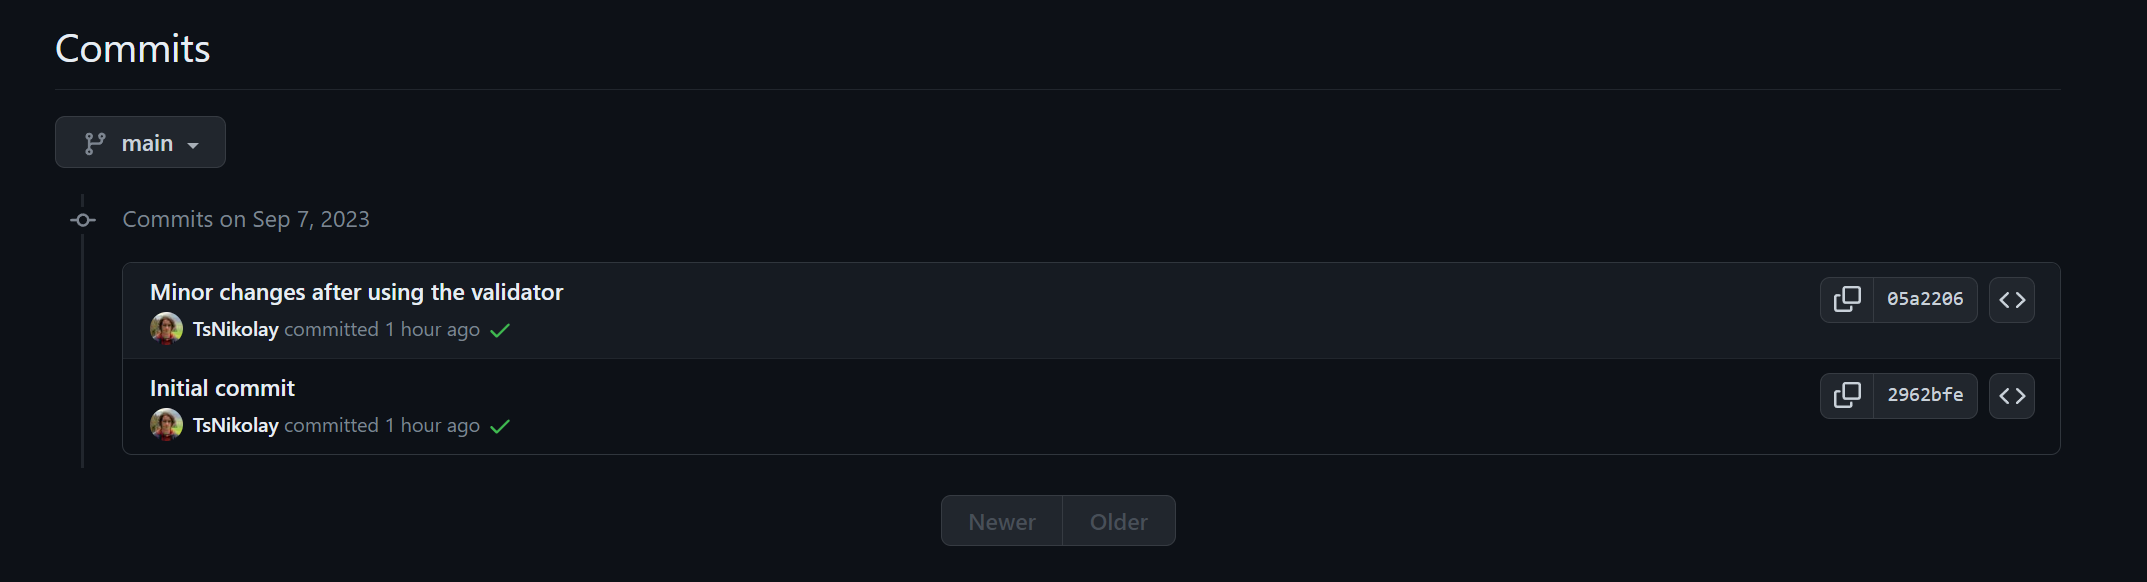 Commits
main
Commits on Sep 7, 2023
Minor changes after using the validator
05a2206
TsNikolay committed 1 hour ago
Initial commit
2962bfe
TsNikolay committed 1 hour ago
Newer Older